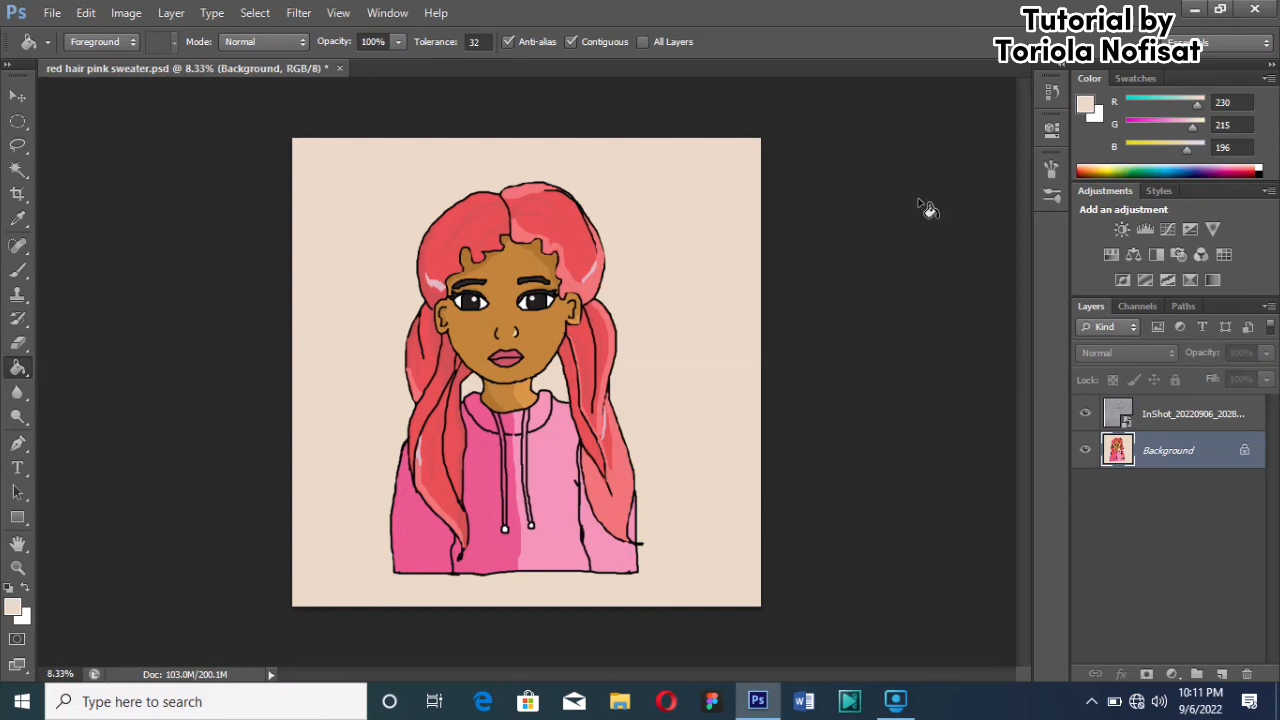 Ps File Edit Image Layer Type Select Filter View Window Help
Tutorial by
Toriola Nofisat
Foreground Mode: Normal Opacity: 100% Tolerance: 32 Anti-alias Contiguous All Layers
red hair pink sweater.psd @ 8.33% (Background, RGB/8) * ×
Color Swatches
R 230
G 215
B 196
Adjustments Styles
Add an adjustment
Layers Channels Paths
Kind
Normal Opacity: 100%
Lock: Fill: 100%
InShot_20220906_2028...
Background
8.33% Doc: 103.0M/200.1M
Type here to search
10:11 PM
9/6/2022